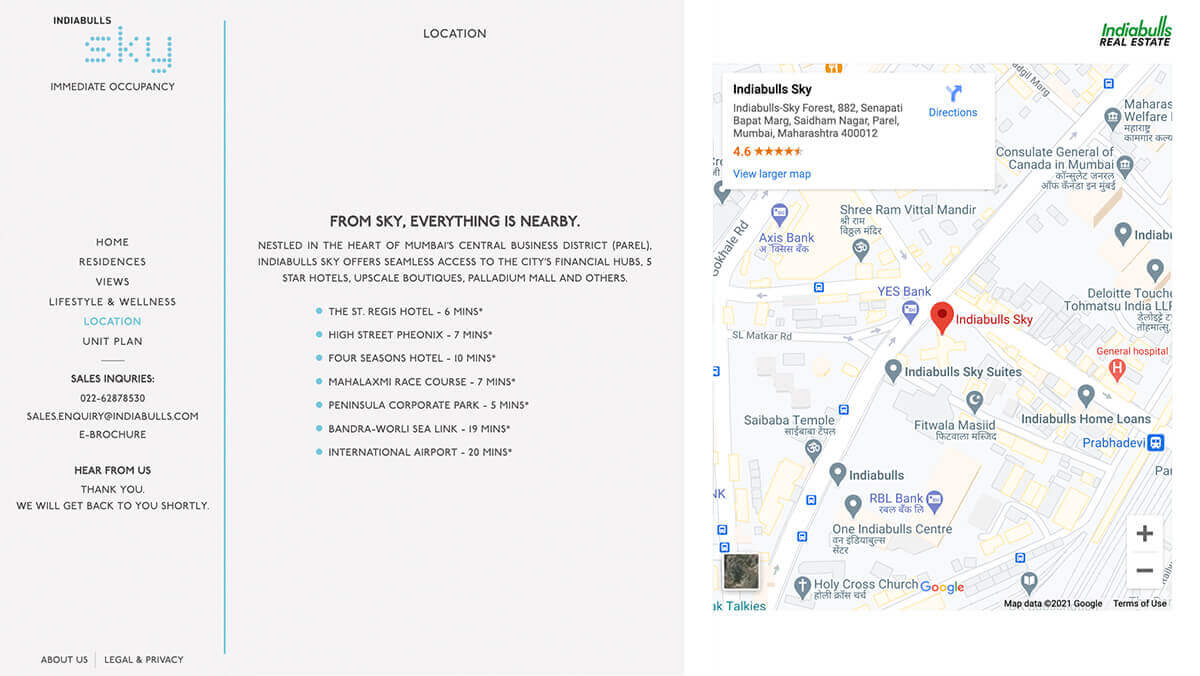 INDIABULLS
sky
IMMEDIATE OCCUPANCY
HOME
RESIDENCES
VIEWS
LIFESTYLE & WELLNESS
LOCATION
UNIT PLAN
SALES INQURIES:
022-62878530
SALES.ENQUIRY@INDIABULLS.COM
E-BROCHURE
HEAR FROM US
THANK YOU.
WE WILL GET BACK TO YOU SHORTLY.
ABOUT US
LEGAL & PRIVACY
LOCATION
FROM SKY, EVERYTHING IS NEARBY.
NESTLED IN THE HEART OF MUMBAI'S CENTRAL BUSINESS DISTRICT (PAREL),
INDIABULLS SKY OFFERS SEAMLESS ACCESS TO THE CITY'S FINANCIAL HUBS, 5
STAR HOTELS, UPSCALE BOUTIQUES, PALLADIUM MALL AND OTHERS.
THE ST. REGIS HOTEL - 6 MINS*
HIGH STREET PHEONIX - 7 MINS*
FOUR SEASONS HOTEL - 10 MINS*
MAHALAXMI RACE COURSE - 7 MINS*
PENINSULA CORPORATE PARK - 5 MINS*
BANDRA-WORLI SEA LINK - 19 MINS*
INTERNATIONAL AIRPORT - 20 MINS*
Indiabulls
REAL ESTATE
Indiabulls Sky
Indiabulls-Sky Forest, 882, Senapati
Bapat Marg, Saidham Nagar, Parel,
Mumbai, Maharashtra 400012
4.6
View larger map
Directions
adgil Marg
Maharas
Welfare
महाराष्ट्र
कामगार कल्य
Consulate General of
Canada in Mumbai
कॉन्सुलेट जनरल
ऑफ कॅनडा इन मुंबई
Shree Ram Vittal Mandir
श्री राम
विठ्ठल मंदिर
Axis Bank
अ‍ॅक्सिस बँक
Gokhale Rd
Indiabu
YES Bank
Deloitte Touche
Tohmatsu India LLP
डेलोइट्टे ट
तोहमात्सु
Indiabulls Sky
SL Matkar Rd
General hospital
Indiabulls Sky Suites
Saibaba Temple
साईबाबा टेंपल
Fitwala Masjid
फिटवाला मस्जिद
Indiabulls Home Loans
Prabhadevi
Par
Indiabulls
NK
RBL Bank
रबल बँक लि
One Indiabulls Centre
वन इंडियाबुल्स
सेंटर
Holy Cross Church
होली क्रॉस चर्च
Google
ak Talkies
Map data ©2021 Google
Terms of Use